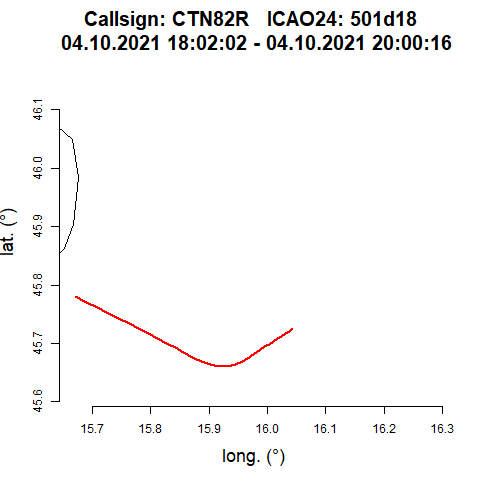 Callsign: CTN82R   ICAO24: 501d18
04.10.2021 18:02:02 - 04.10.2021 20:00:16
46.1
46.0
45.9
45.8
45.7
45.6
lat. (°)
15.7 15.8 15.9 16.0 16.1 16.2 16.3
long. (°)